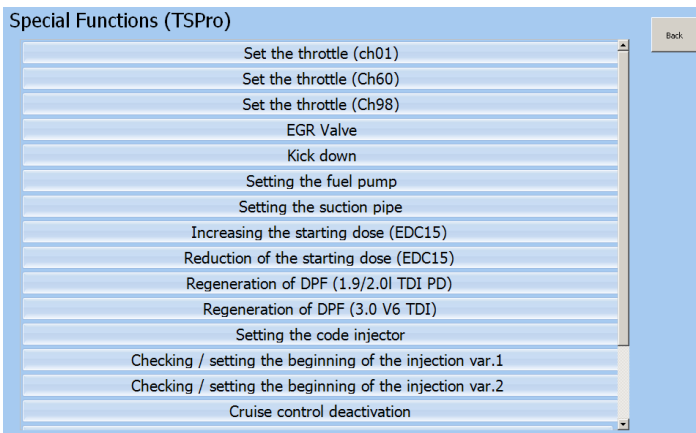 Special Functions (TSPro)
Back
Set the throttle (ch01)
Set the throttle (Ch60)
Set the throttle (Ch98)
EGR Valve
Kick down
Setting the fuel pump
Setting the suction pipe
Increasing the starting dose (EDC15)
Reduction of the starting dose (EDC15)
Regeneration of DPF (1.9/2.0l TDI PD)
Regeneration of DPF (3.0 V6 TDI)
Setting the code injector
Checking / setting the beginning of the injection var.1
Checking / setting the beginning of the injection var.2
Cruise control deactivation